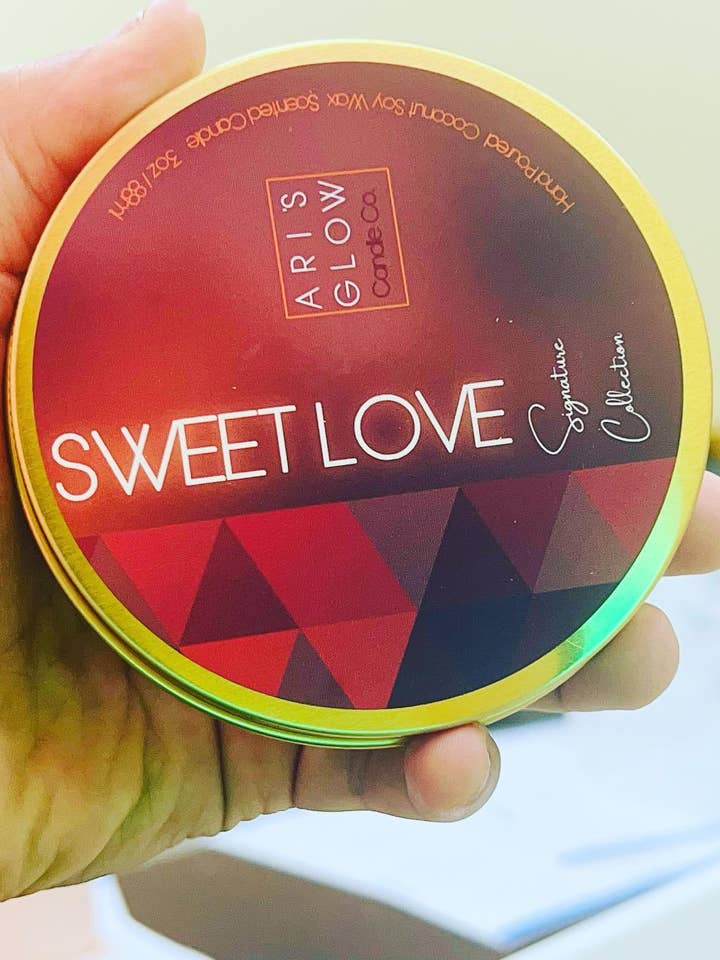 Hand Poured Coconut Soy Wax Scented Candle 3oz / 88ml
ARI'S
GLOW
Candle Co.
SWEET LOVE
Signature
Collection